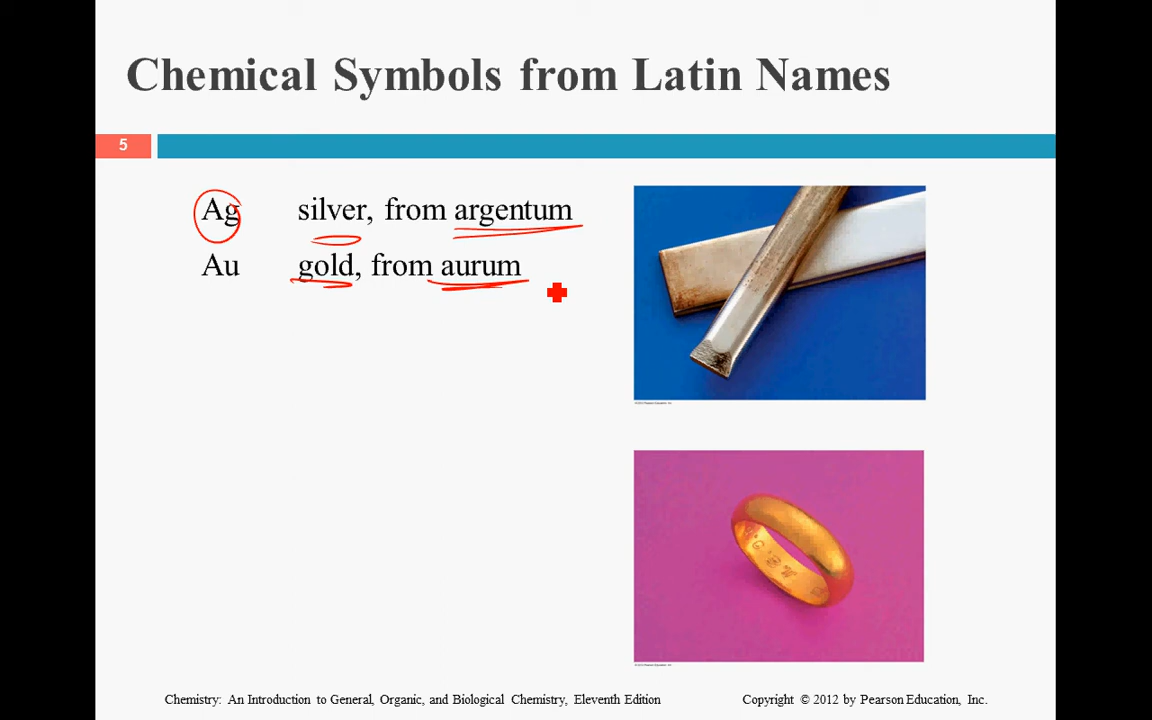 Chemical Symbols from Latin Names
5
Ag silver, from argentum
Au gold, from aurum
Chemistry: An Introduction to General, Organic, and Biological Chemistry, Eleventh Edition
Copyright © 2012 by Pearson Education, Inc.